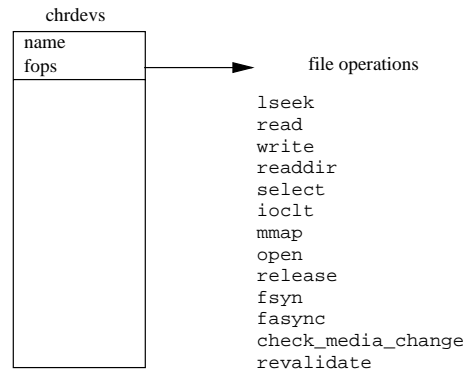 chrdevs
name
fops
file operations
lseek
read
write
readdir
select
ioclt
mmap
open
release
fsyn
fasync
check_media_change
revalidate